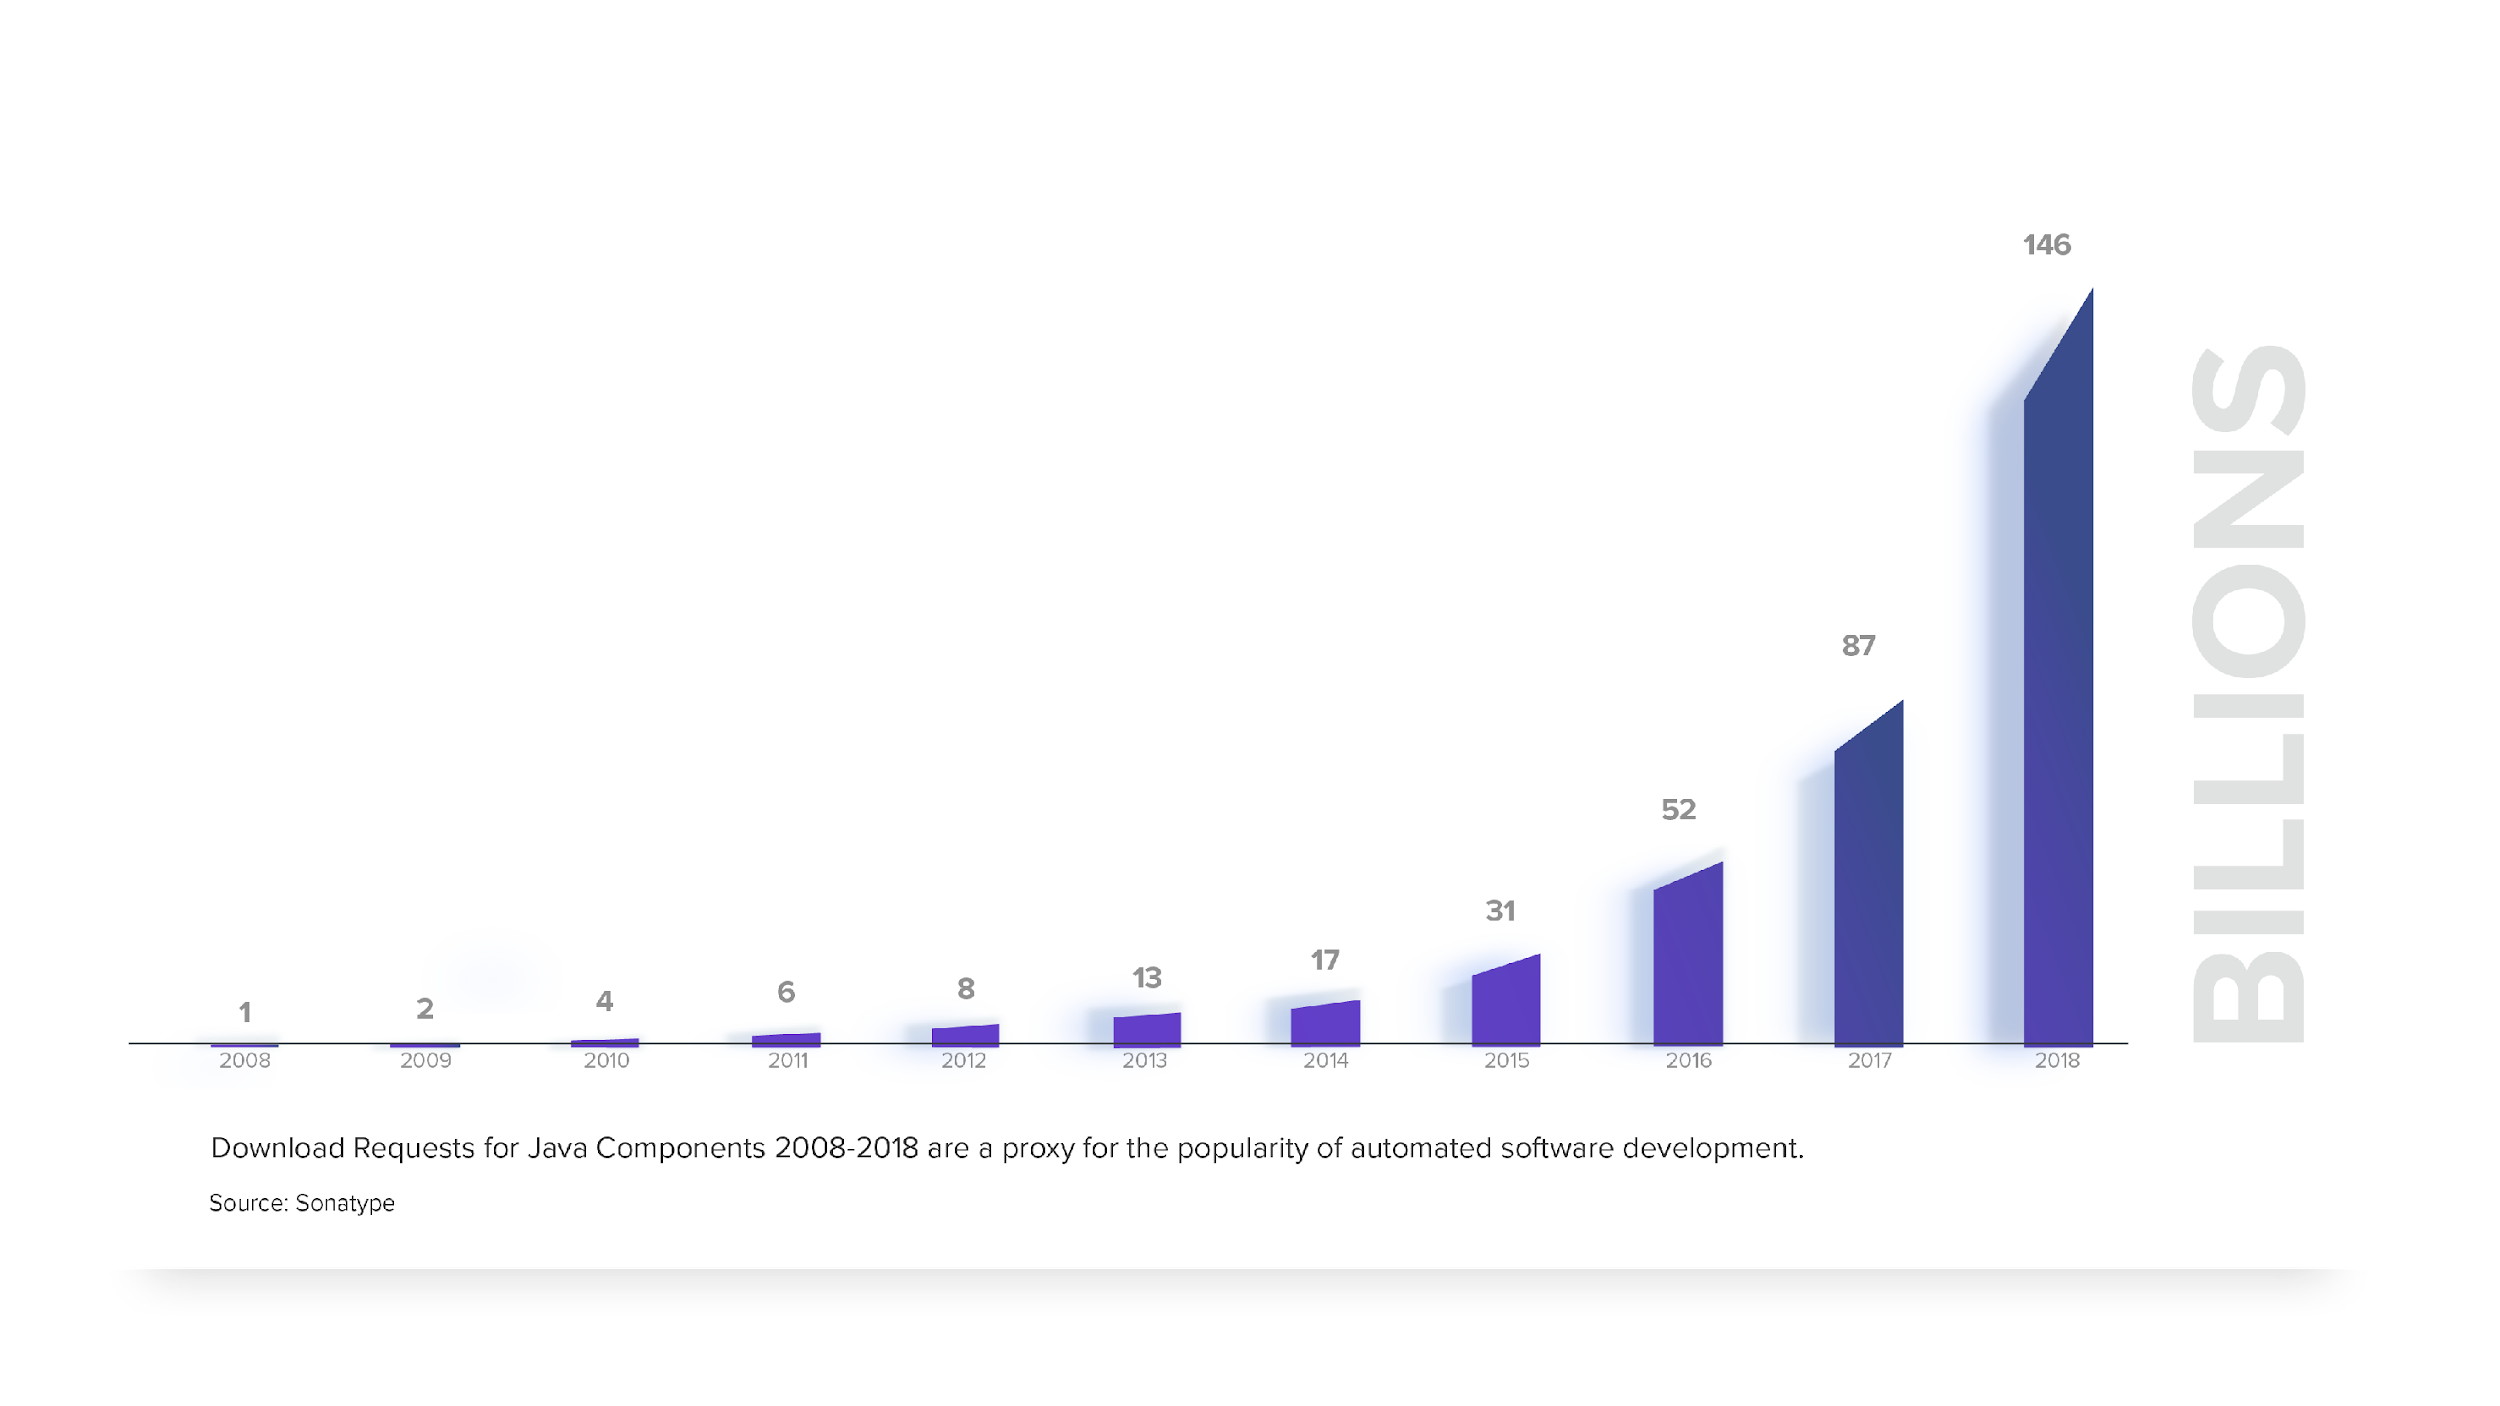 146
87
52
31
17
13
8
6
4
2
1
2008 2009 2010 2011 2012 2013 2014 2015 2016 2017 2018
BILLIONS
Download Requests for Java Components 2008-2018 are a proxy for the popularity of automated software development.
Source: Sonatype